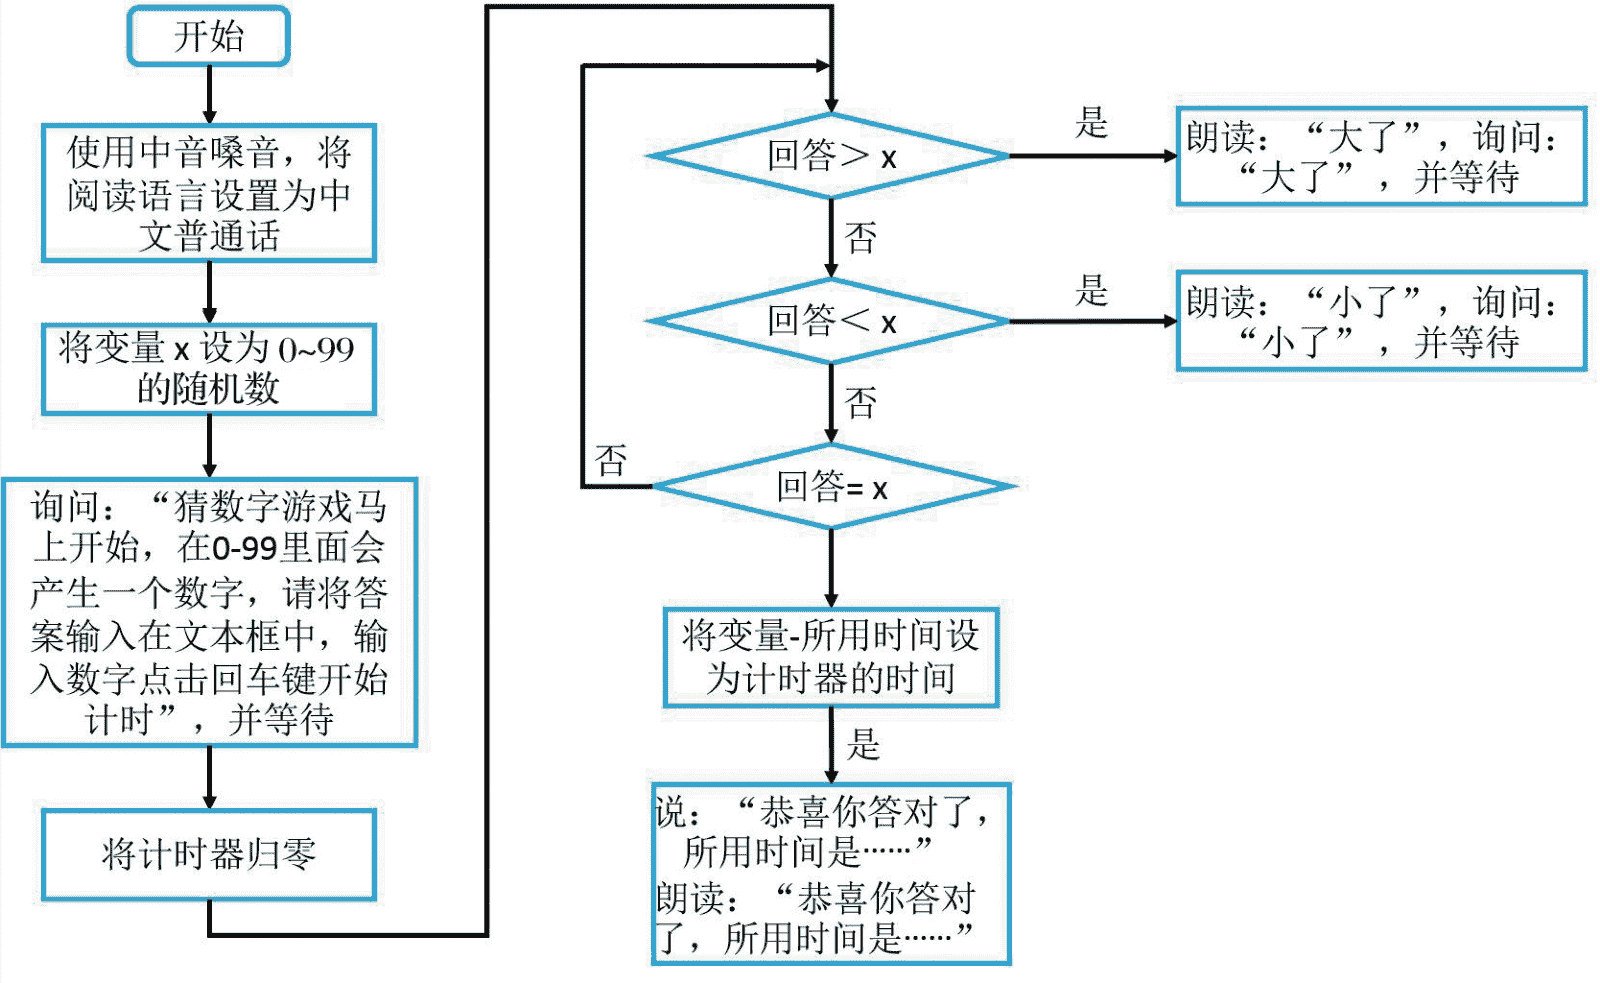 开始
使用中音嗓音，将
阅读语言设置为中
文普通话
将变量 x 设为 0~99
的随机数
询问：“猜数字游戏马
上开始，在0-99里面会
产生一个数字，请将答
案输入在文本框中，输
入数字点击回车键开始
计时”，并等待
将计时器归零
回答＞ x
是
朗读：“大了”，询问：
“大了”，并等待
否
回答＜ x
是
朗读：“小了”，询问：
“小了”，并等待
否
回答= x
否
将变量-所用时间设
为计时器的时间
是
说：“恭喜你答对了，
所用时间是……”
朗读：“恭喜你答对
了，所用时间是……”